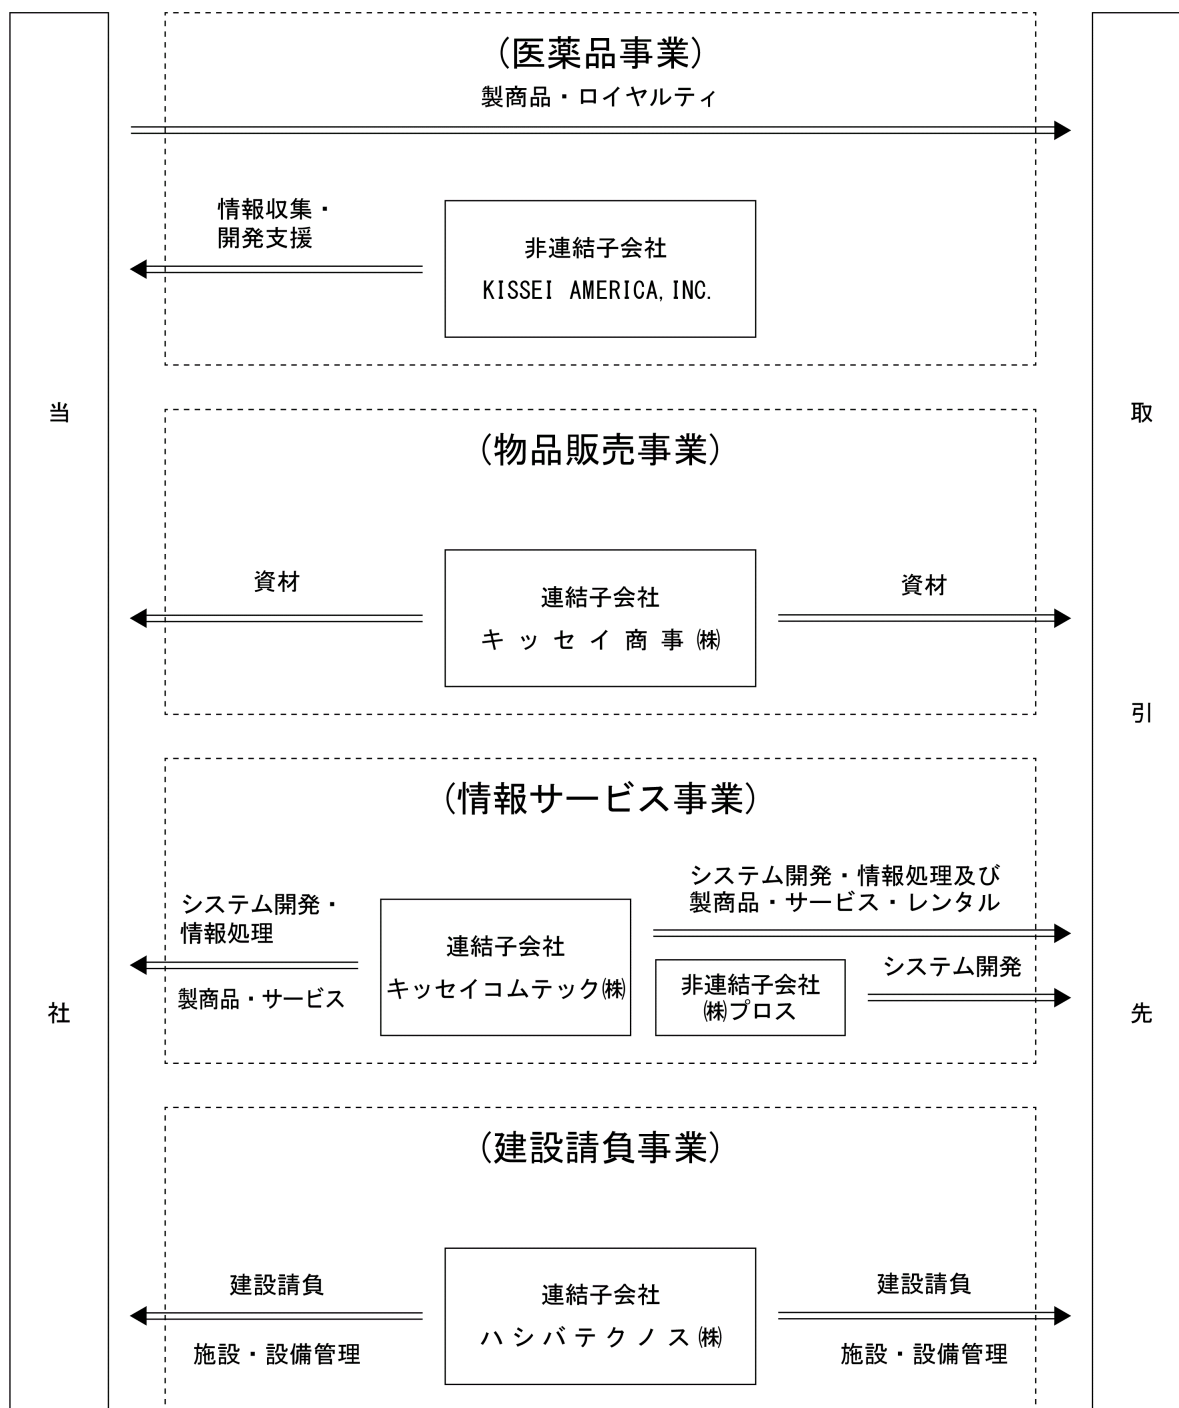 (医薬品事業)
製商品・ロイヤルティ
情報収集・
開発支援
非連結子会社
KISSEI AMERICA, INC.
当
社
取
引
先
(物品販売事業)
資材
連結子会社
キッセイ商事㈱
資材
(情報サービス事業)
システム開発・
情報処理
製商品・サービス
連結子会社
キッセイコムテック㈱
システム開発・情報処理及び
製商品・サービス・レンタル
非連結子会社
㈱プロス
システム開発
(建設請負事業)
建設請負
施設・設備管理
連結子会社
ハシバテクノス㈱
建設請負
施設・設備管理